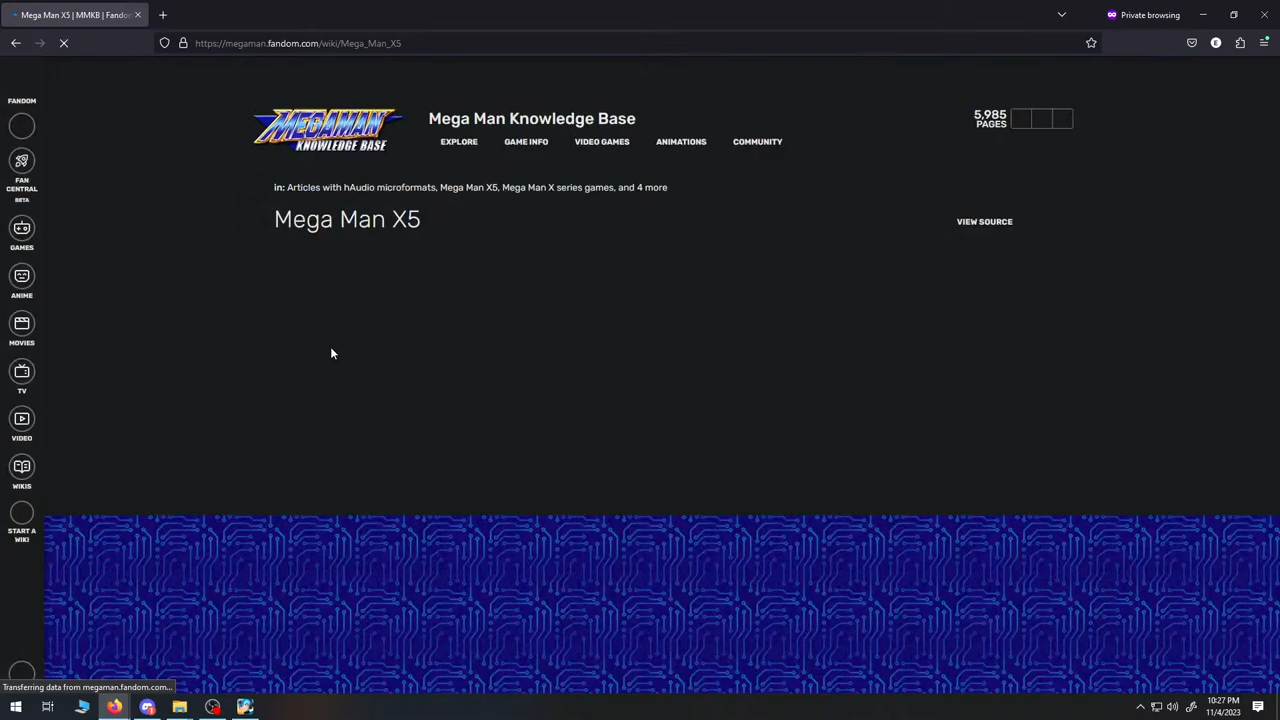 Mega Man X5 | MMKB | Fandom
Private browsing
https://megaman.fandom.com/wiki/Mega_Man_X5
FANDOM
FAN CENTRAL
BETA
GAMES
ANIME
MOVIES
TV
VIDEO
WIKIS
START A WIKI
MEGAMAN
KNOWLEDGE BASE
Mega Man Knowledge Base
EXPLORE GAME INFO VIDEO GAMES ANIMATIONS COMMUNITY
5,985
PAGES
in: Articles with hAudio microformats, Mega Man X5, Mega Man X series games, and 4 more
Mega Man X5
VIEW SOURCE
Transferring data from megaman.fandom.com...
10:27 PM
11/4/2023